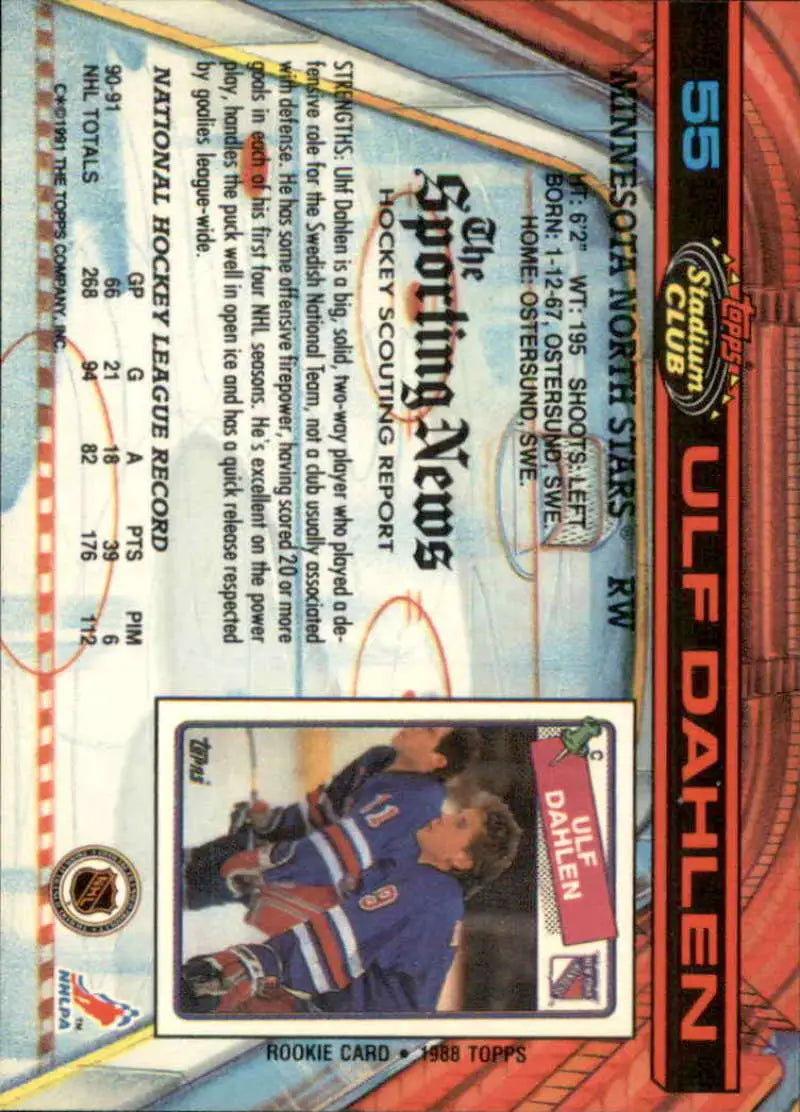 55
topps
Stadium
CLUB
ULF DAHLEN
MINNESOTA NORTH STARS® RW
HT: 6'2" WT: 195 SHOOTS: LEFT
BORN: 1-12-67, OSTERSUND, SWE.
HOME: OSTERSUND, SWE.
The
Sporting News
HOCKEY SCOUTING REPORT
STRENGTHS: Uhf Dahlen is a big, solid, two-way player who played a de-
fensive role for the Swedish National Team, not a club usually associated
with defense. He has some offensive firepower, having scored 20 or more
goals in each of his first four NHL seasons. He's excellent on the power
play, handles the puck well in open ice and has a quick release respected
by goalies league-wide.
NATIONAL HOCKEY LEAGUE RECORD
GP G A PTS PIM
90-91 66 21 18 39 6
NHL TOTALS 268 94 82 176 112
C*©1991 THE TOPPS COMPANY, INC.
C
ULF
DAHLEN
NEW YORK
11
9
TOPPS
ROOKIE CARD • 1988 TOPPS
NHL
NHLPA™